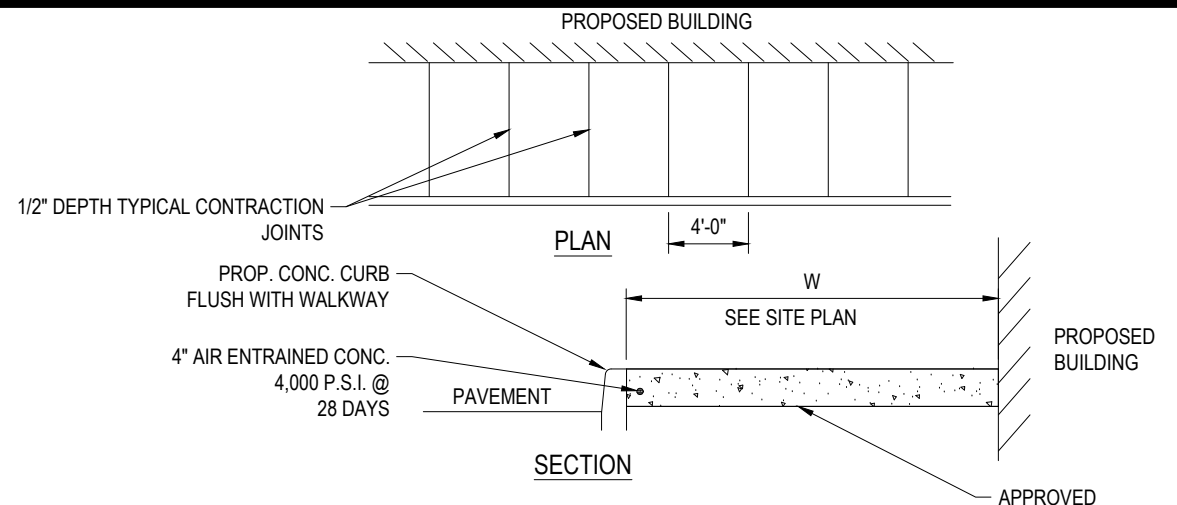 PROPOSED BUILDING
1/2" DEPTH TYPICAL CONTRACTION
JOINTS
4'-0"
PLAN
PROP. CONC. CURB
FLUSH WITH WALKWAY
W
SEE SITE PLAN
4" AIR ENTRAINED CONC.
4,000 P.S.I. @
28 DAYS
PAVEMENT
PROPOSED
BUILDING
SECTION
APPROVED